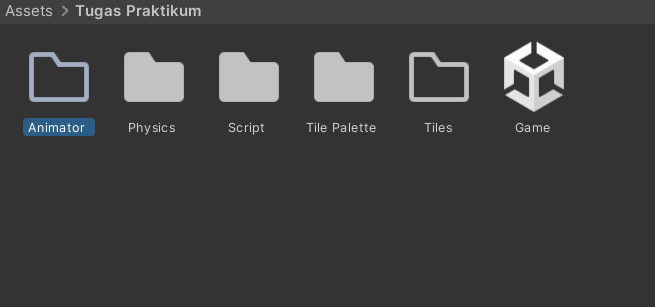 Assets > Tugas Praktikum
Animator Physics Script Tile Palette Tiles Game